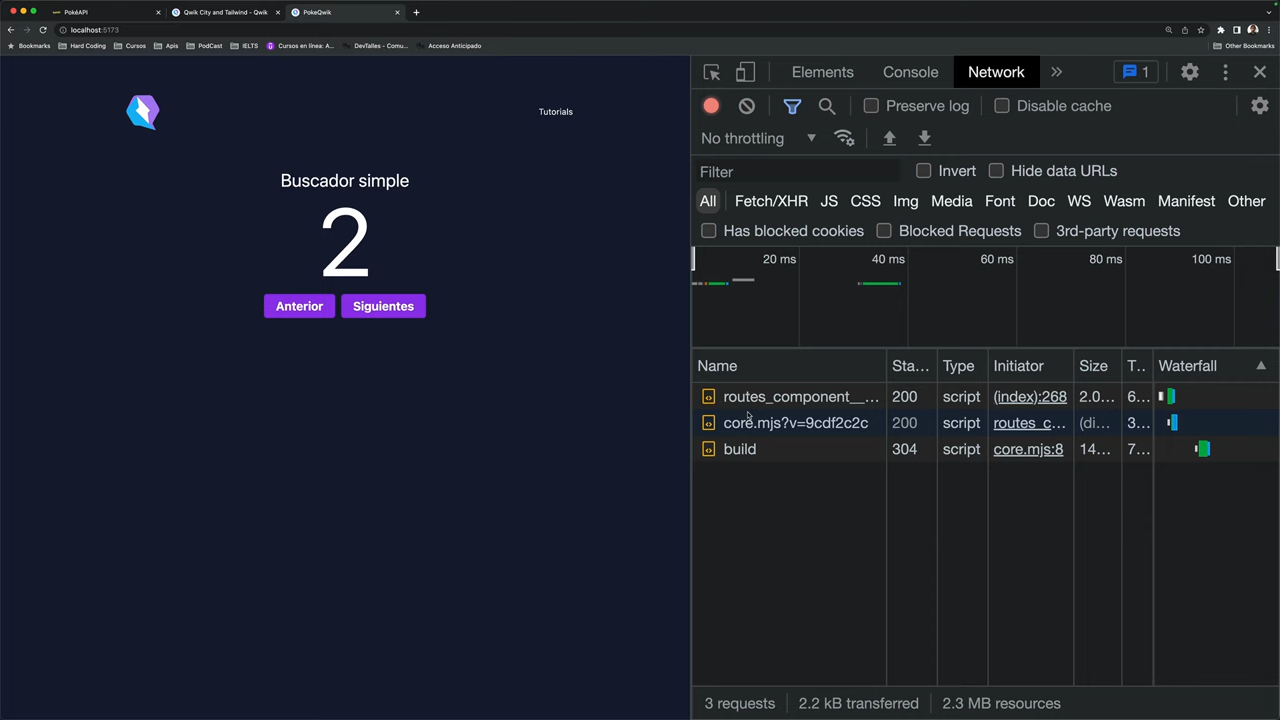 PokéAPI
Qwik City and Tailwind - Qwik
PokeQwik
localhost:5173
Bookmarks
Hard Coding
Cursos
Apis
PodCast
IELTS
Cursos en línea: A...
DevTalles - Comu...
Acceso Anticipado
Other Bookmarks
Tutorials
Buscador simple
2
Anterior
Siguientes
Elements
Console
Network
1
Preserve log
Disable cache
No throttling
Filter
Invert
Hide data URLs
All
Fetch/XHR
JS
CSS
Img
Media
Font
Doc
WS
Wasm
Manifest
Other
Has blocked cookies
Blocked Requests
3rd-party requests
20 ms
40 ms
60 ms
80 ms
100 ms
Name Sta... Type Initiator Size T.. Waterfall
routes_component__... 200 script (index):268 2.0... 6...
core.mjs?v=9cdf2c2c 200 script routes_c... (di... 3...
build 304 script core.mjs:8 14... 7...
3 requests
2.2 kB transferred
2.3 MB resources